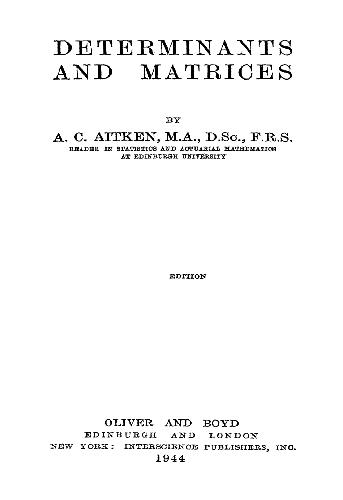 DETERMINANTS
AND MATRICES
BY
A. C. AITKEN, M.A., D.Sc., F.R.S.
READER IN STATISTICS AND ACTUARIAL MATHEMATICS
AT EDINBURGH UNIVERSITY
EDITION
OLIVER AND BOYD
EDINBURGH AND LONDON
NEW YORK: INTERSCIENCE PUBLISHERS, INC.
1944